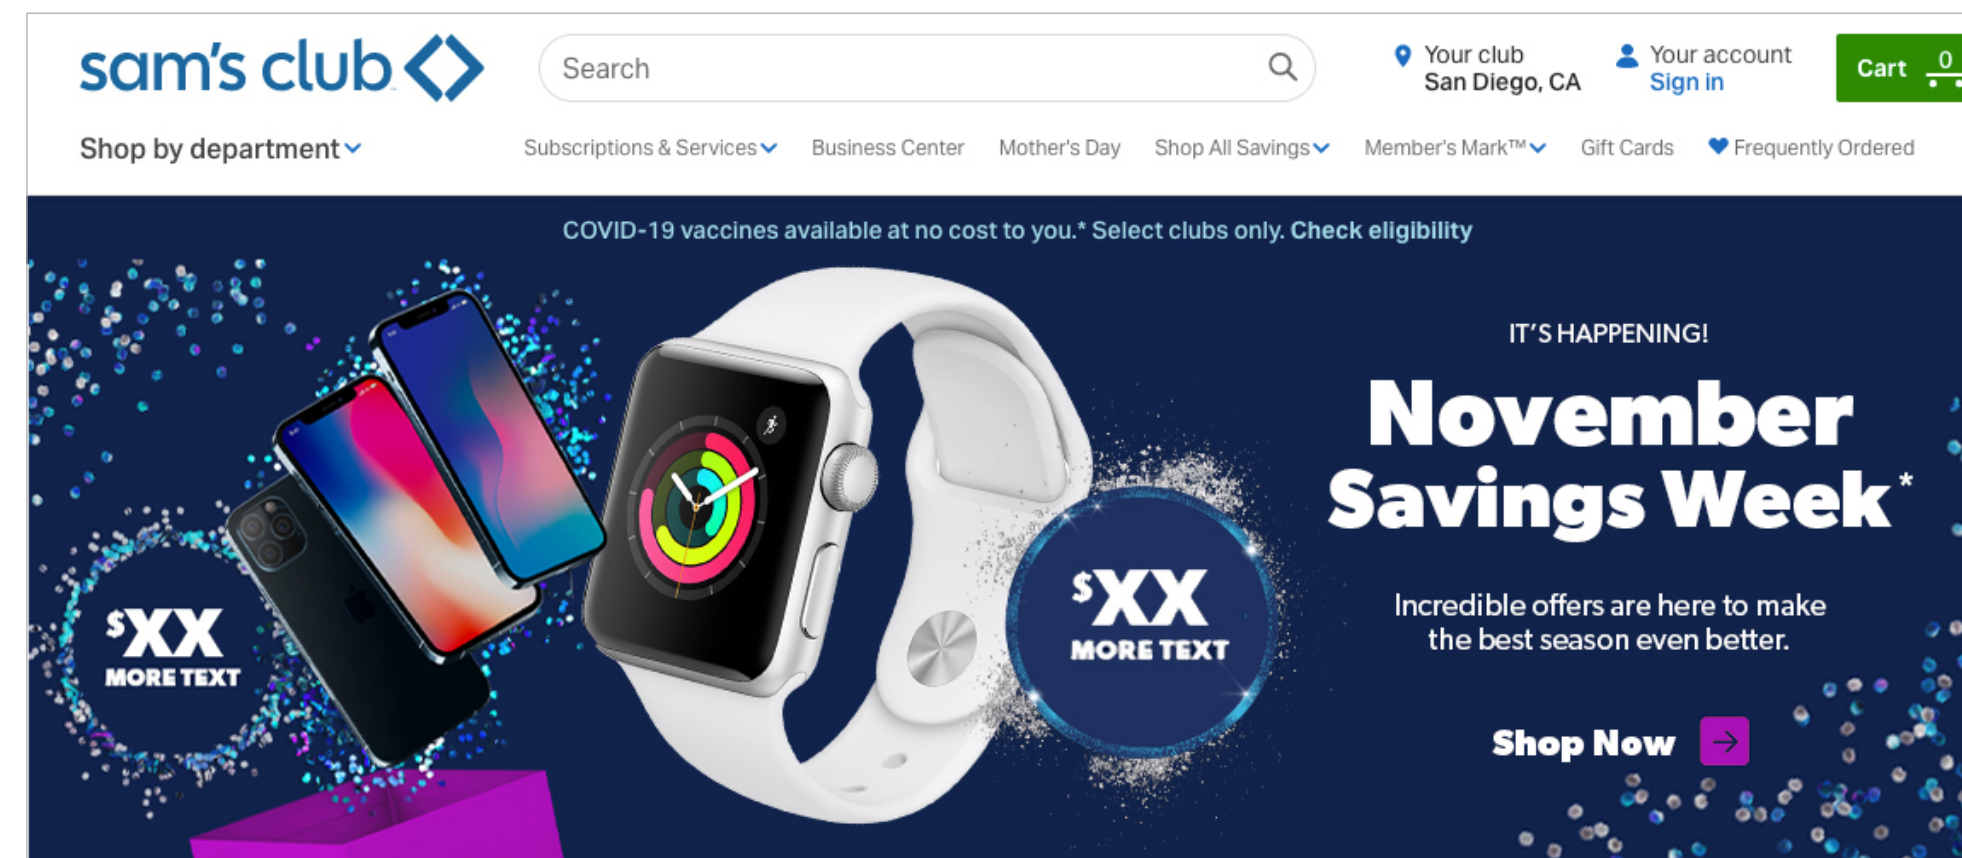 sam's club
Search
Your club
San Diego, CA
Your account
Sign in
Cart
0
Shop by department
Subscriptions & Services
Business Center
Mother's Day
Shop All Savings
Member's Mark™
Gift Cards
Frequently Ordered
COVID-19 vaccines available at no cost to you.* Select clubs only. Check eligibility
IT'S HAPPENING!
November
Savings Week*
Incredible offers are here to make
the best season even better.
Shop Now
$XX
MORE TEXT
$XX
MORE TEXT